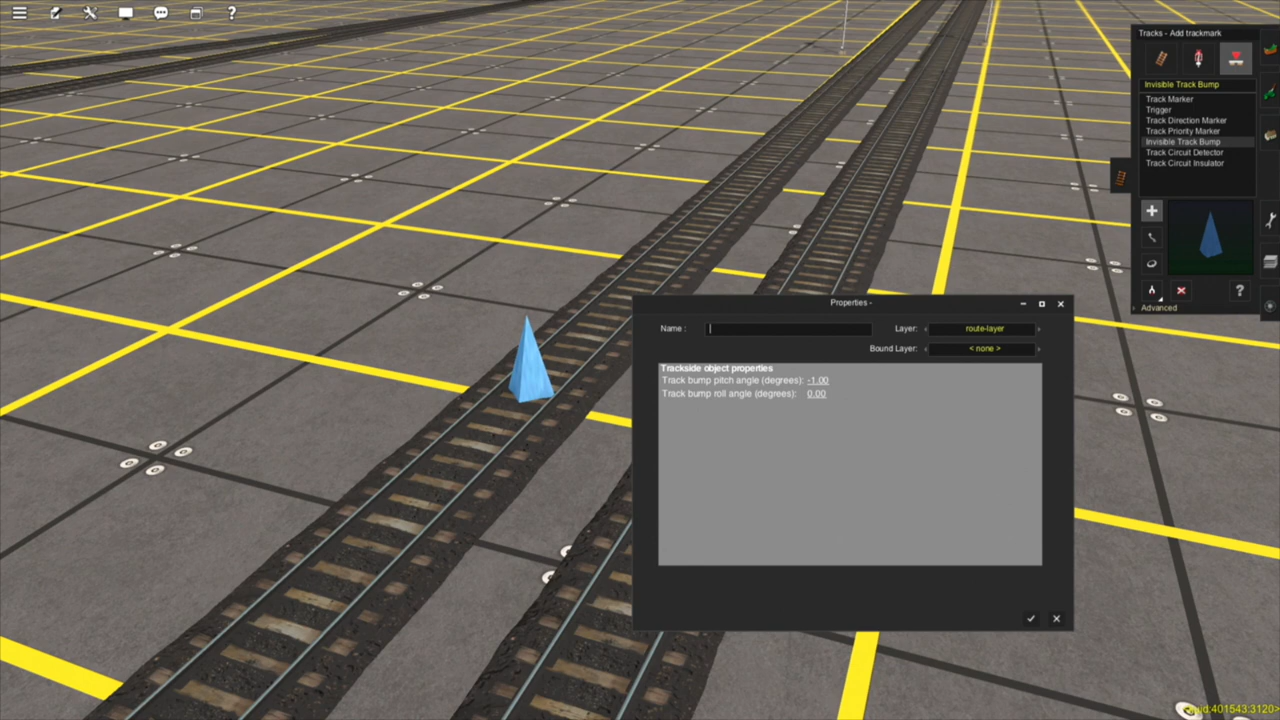 ?
Tracks - Add trackmark
Invisible Track Bump
Track Marker
Trigger
Track Direction Marker
Track Priority Marker
Invisible Track Bump
Track Circuit Detector
Track Circuit Insulator
?
Advanced
Properties -
Name :
Layer:
route-layer
Bound Layer:
< none >
Trackside object properties
Track bump pitch angle (degrees): -1.00
Track bump roll angle (degrees): 0.00